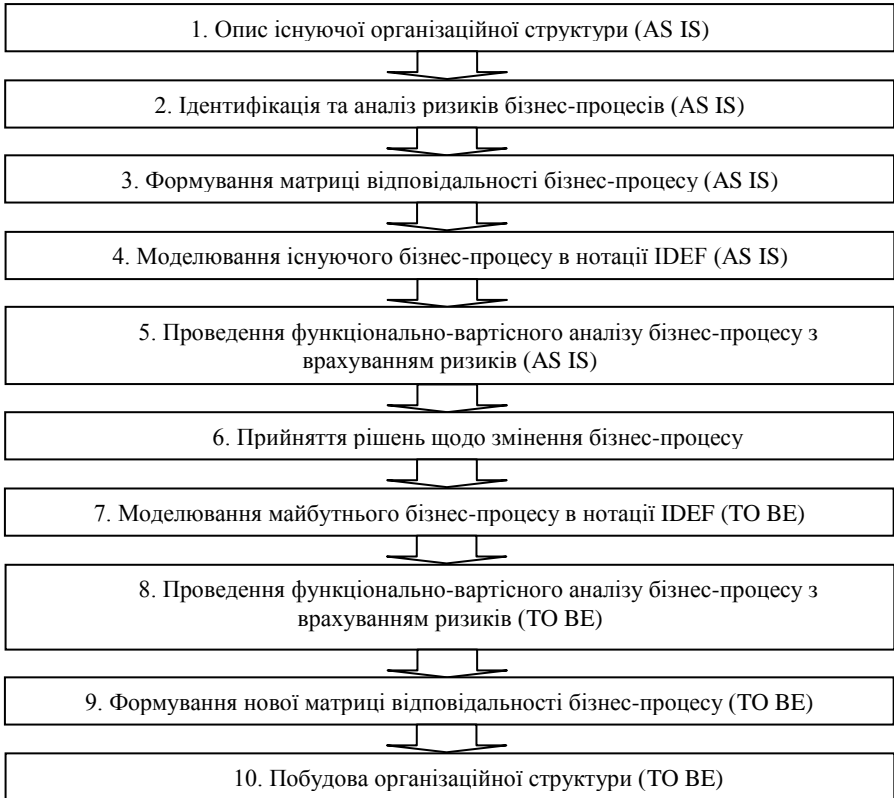 1. Опис існуючої організаційної структури (AS IS)
2. Ідентифікація та аналіз ризиків бізнес-процесів (AS IS)
3. Формування матриці відповідальності бізнес-процесу (AS IS)
4. Моделювання існуючого бізнес-процесу в нотації IDEF (AS IS)
5. Проведення функціонально-вартісного аналізу бізнес-процесу з
врахуванням ризиків (AS IS)
6. Прийняття рішень щодо змінення бізнес-процесу
7. Моделювання майбутнього бізнес-процесу в нотації IDEF (TO BE)
8. Проведення функціонально-вартісного аналізу бізнес-процесу з
врахуванням ризиків (TO BE)
9. Формування нової матриці відповідальності бізнес-процесу (TO BE)
10. Побудова організаційної структури (TO BE)